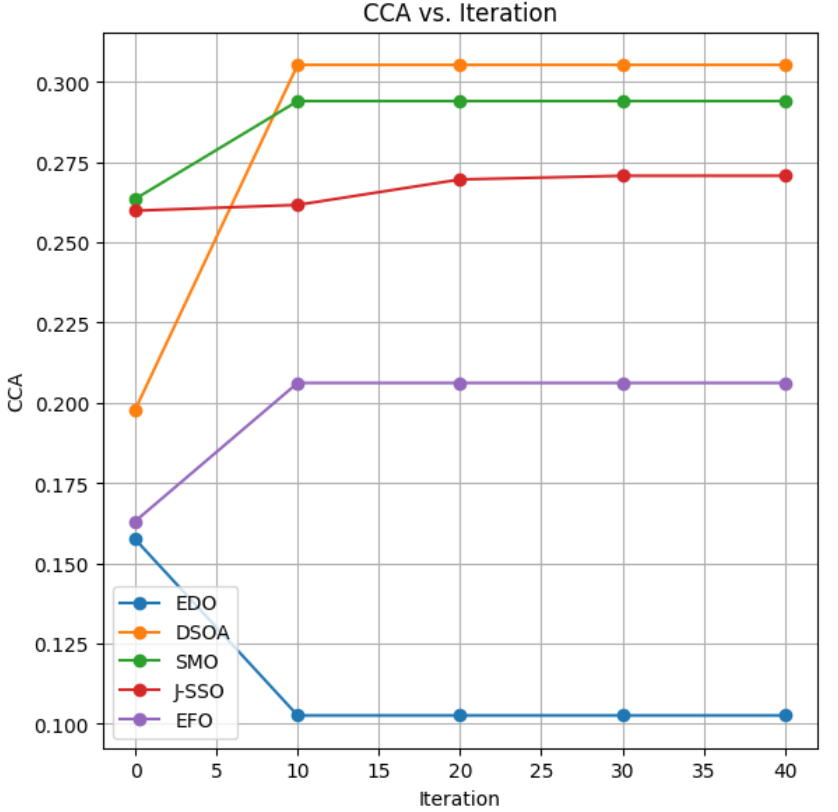 CCA vs. Iteration
CCA
0.300
0.275
0.250
0.225
0.200
0.175
0.150
0.125
0.100
EDO
DSOA
SMO
J-SSO
EFO
0 5 10 15 20 25 30 35 40
Iteration